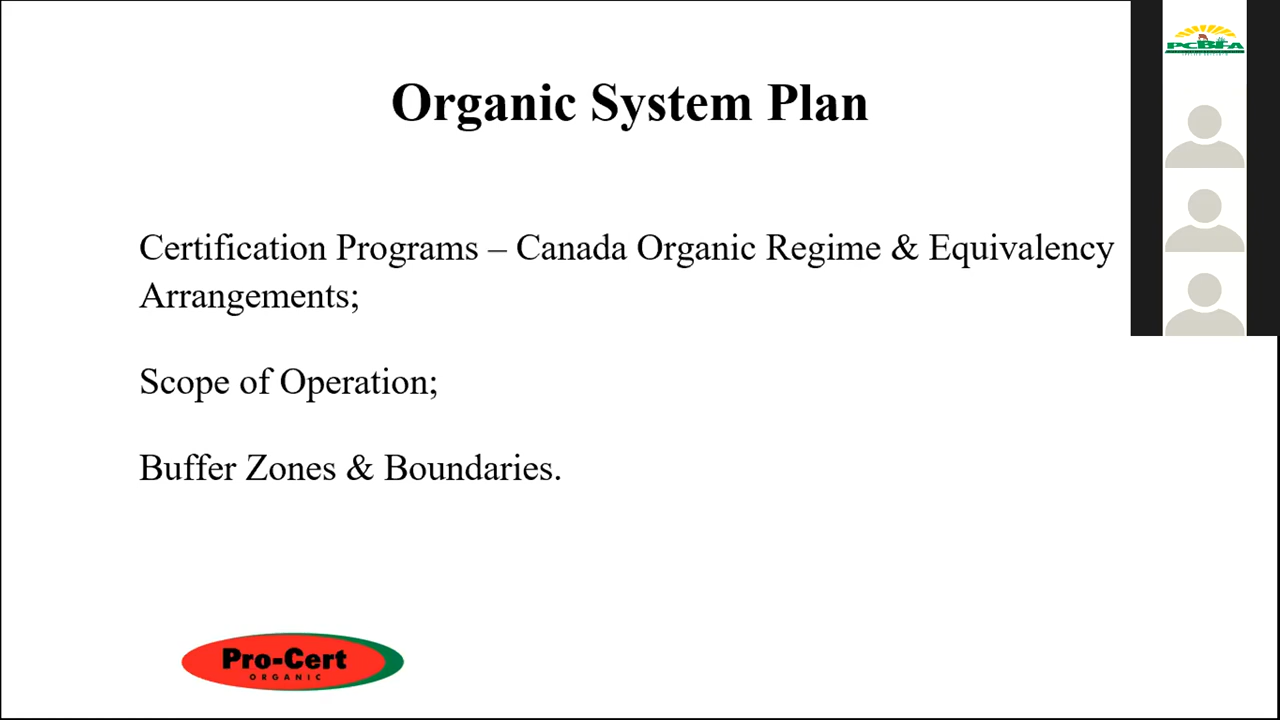 Organic System Plan
PCBFA
Certification Programs – Canada Organic Regime & Equivalency
Arrangements;
Scope of Operation;
Buffer Zones & Boundaries.
Pro-Cert
ORGANIC